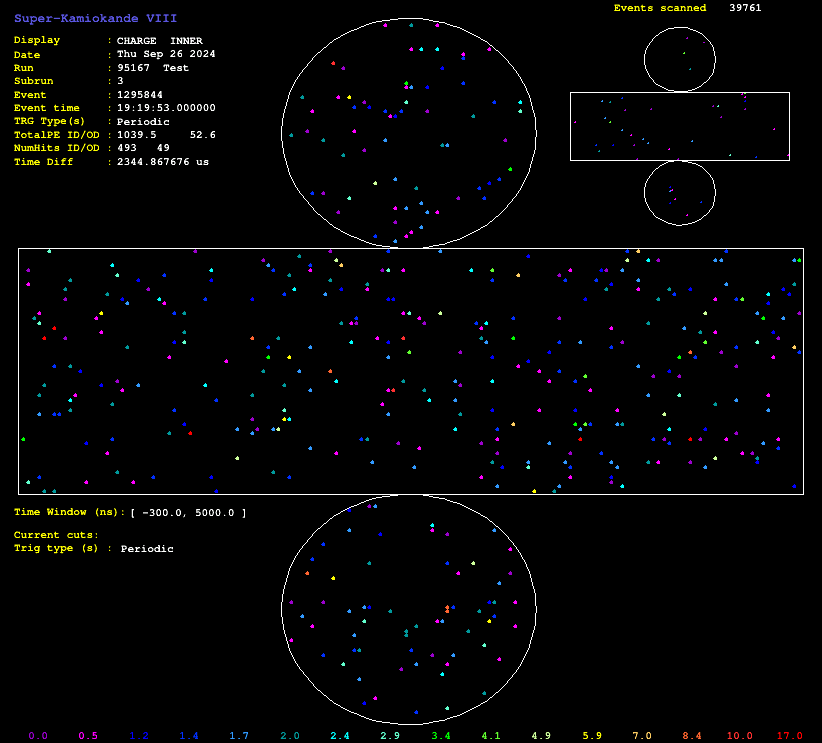 Super-Kamiokande VIII
Events scanned 39761
Display : CHARGE INNER
Date : Thu Sep 26 2024
Run : 95167 Test
Subrun : 3
Event : 1295844
Event time : 19:19:53.000000
TRG Type(s) : Periodic
TotalPE ID/OD : 1039.5 52.6
NumHits ID/OD : 493 49
Time Diff : 2344.867676 us
Time Window (ns): [ -300.0, 5000.0 ]
Current cuts:
Trig type (s) : Periodic
0.0 0.5 1.2 1.4 1.7 2.0 2.4 2.9 3.4 4.1 4.9 5.9 7.0 8.4 10.0 17.0